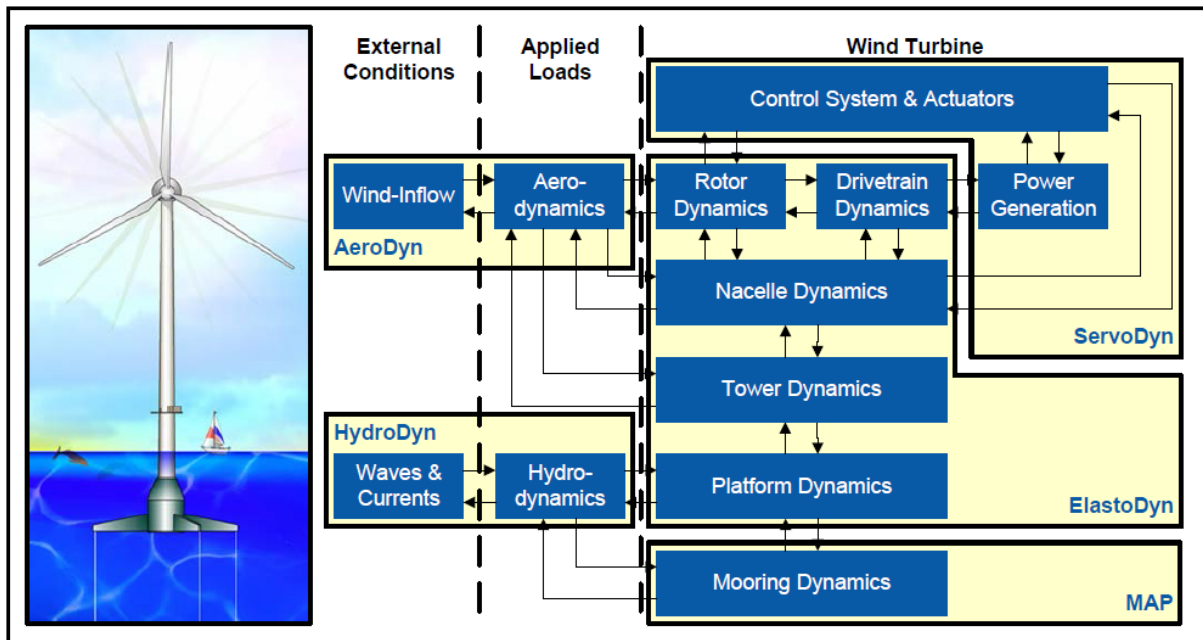 External
Conditions
Applied
Loads
Wind Turbine
Control System & Actuators
Wind-Inflow
Aero-
dynamics
Rotor
Dynamics
Drivetrain
Dynamics
Power
Generation
AeroDyn
Nacelle Dynamics
ServoDyn
Tower Dynamics
HydroDyn
Waves &
Currents
Hydro-
dynamics
Platform Dynamics
ElastoDyn
Mooring Dynamics
MAP